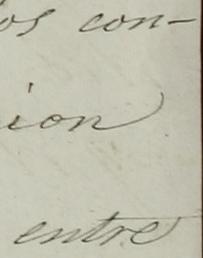 os con-
ion
entre